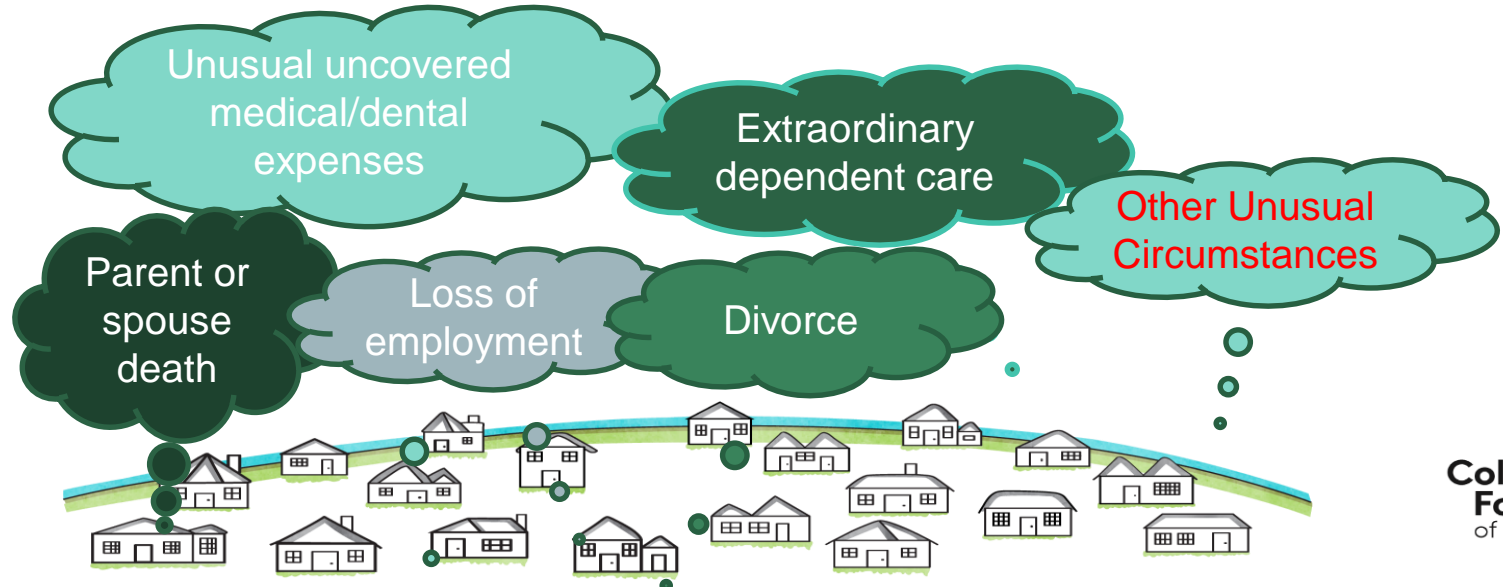 Unusual uncovered
medical/dental
expenses
Extraordinary
dependent care
Other Unusual
Circumstances
Parent or
spouse
death
Loss of
employment
Divorce
of